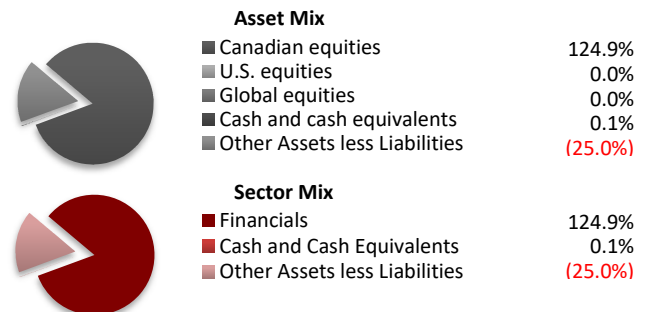 Asset Mix
Canadian equities 124.9%
U.S. equities 0.0%
Global equities 0.0%
Cash and cash equivalents 0.1%
Other Assets less Liabilities (25.0%)
Sector Mix
Financials 124.9%
Cash and Cash Equivalents 0.1%
Other Assets less Liabilities (25.0%)